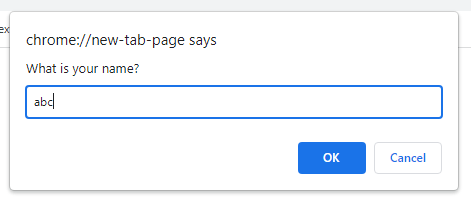 chrome://new-tab-page says
What is your name?
abc
OK Cancel